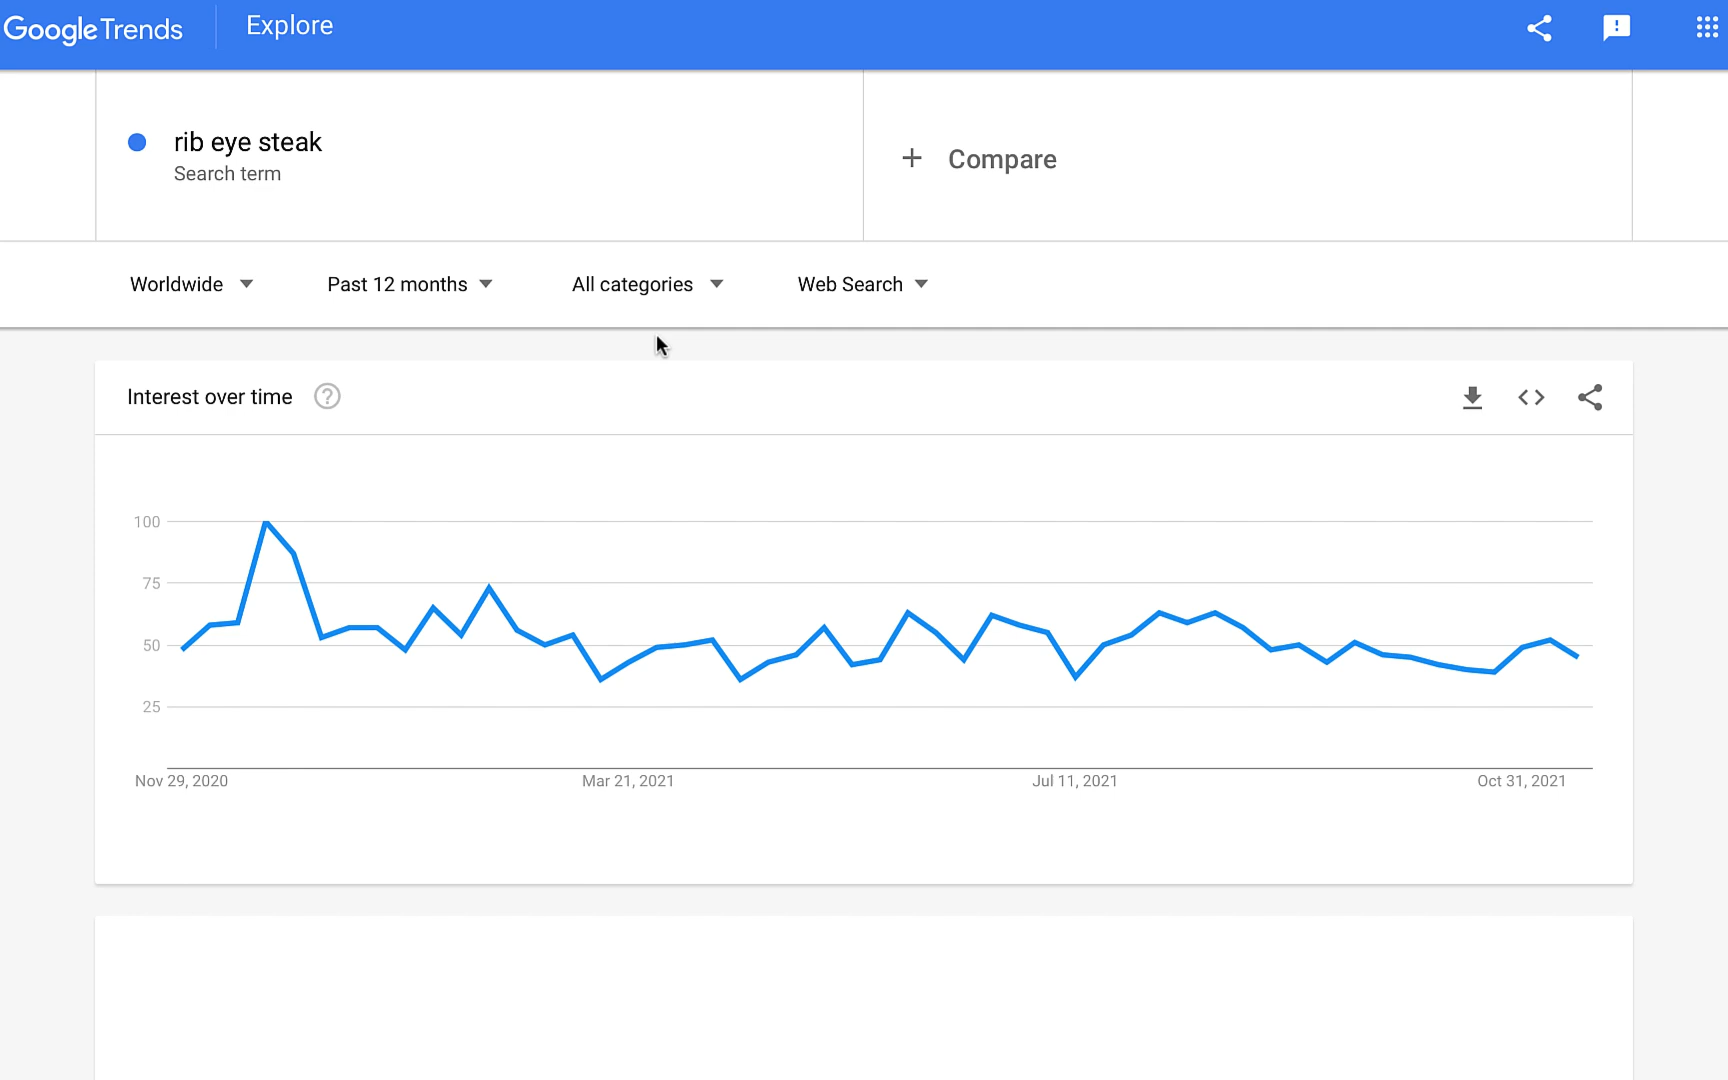 Google Trends Explore
rib eye steak
Search term
+ Compare
Worldwide Past 12 months All categories Web Search
Interest over time ?
100
75
50
25
Nov 29, 2020 Mar 21, 2021 Jul 11, 2021 Oct 31, 2021